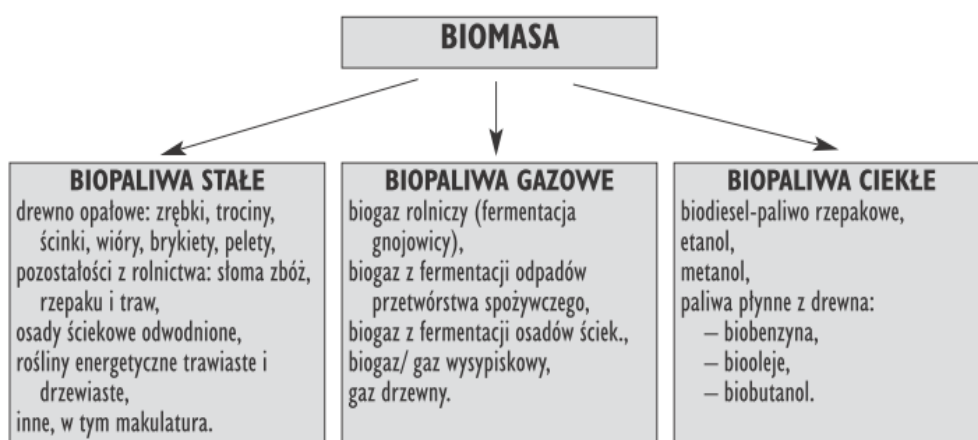 BIOMASA
BIOPALIWA STAŁE
drewno opałowe: zrębki, trociny,
ścinki, wióry, brykiety, pelety,
pozostałości z rolnictwa: słoma zbóż,
rzepaku i traw,
osady ściekowe odwodnione,
rośliny energetyczne trawiaste i
drzewiaste,
inne, w tym makulatura.
BIOPALIWA GAZOWE
biogaz rolniczy (fermentacja
gnojowicy),
biogaz z fermentacji odpadów
przetwórstwa spożywczego,
biogaz z fermentacji osadów ściek.,
biogaz/ gaz wysypiskowy,
gaz drzewny.
BIOPALIWA CIEKŁE
biodiesel-paliwo rzepakowe,
etanol,
metanol,
paliwa płynne z drewna:
– biobenzyna,
– biooleje,
– biobutanol.